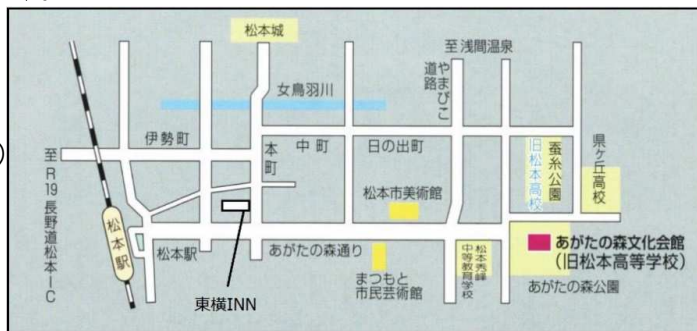 松本城
至浅間温泉
やまびこ
道路
女鳥羽川
伊勢町
本町
中町
日の出町
旧松本高校
蚕糸公園
県ヶ丘高校
至R19 長野道松本IC
松本市美術館
松本駅
松本駅
あがたの森通り
東横INN
まつもと
市民芸術館
松本秀峰
中等教育学校
あがたの森文化会館
(旧松本高等学校)
あがたの森公園